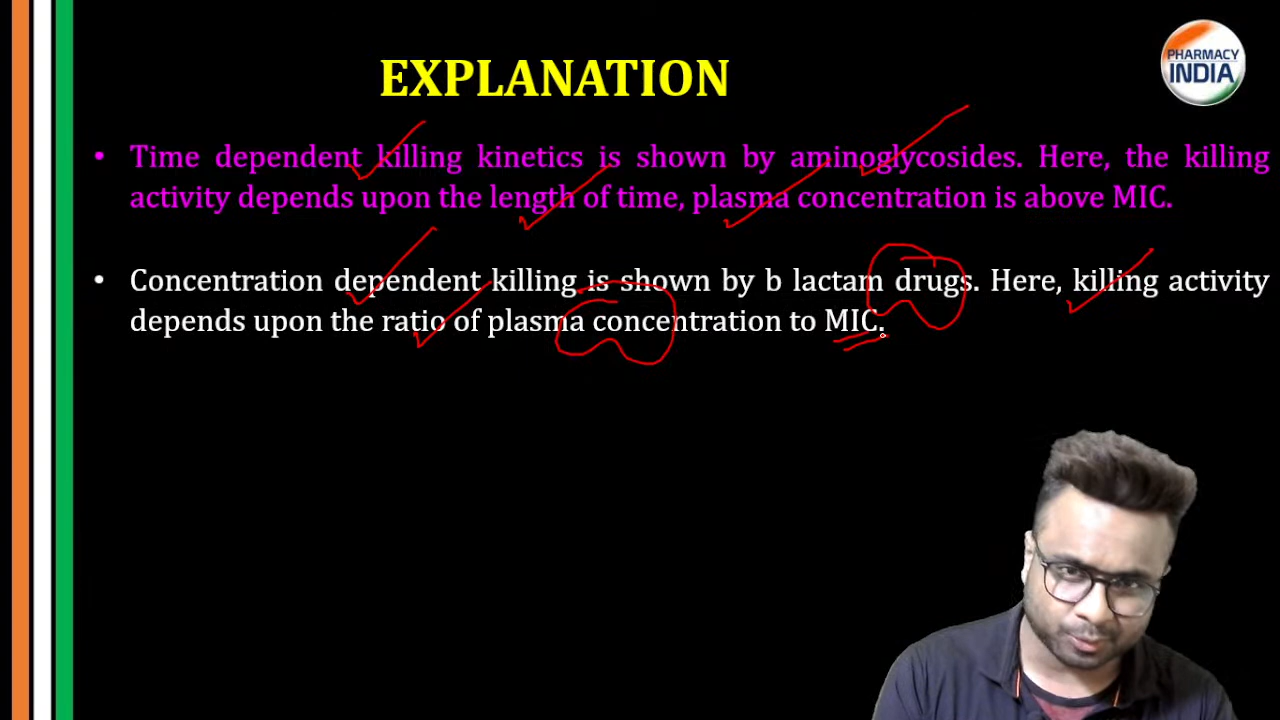 EXPLANATION
PHARMACY
INDIA
• Time dependent killing kinetics is shown by aminoglycosides. Here, the killing
activity depends upon the length of time, plasma concentration is above MIC.
• Concentration dependent killing is shown by b lactam drugs. Here, killing activity
depends upon the ratio of plasma concentration to MIC.